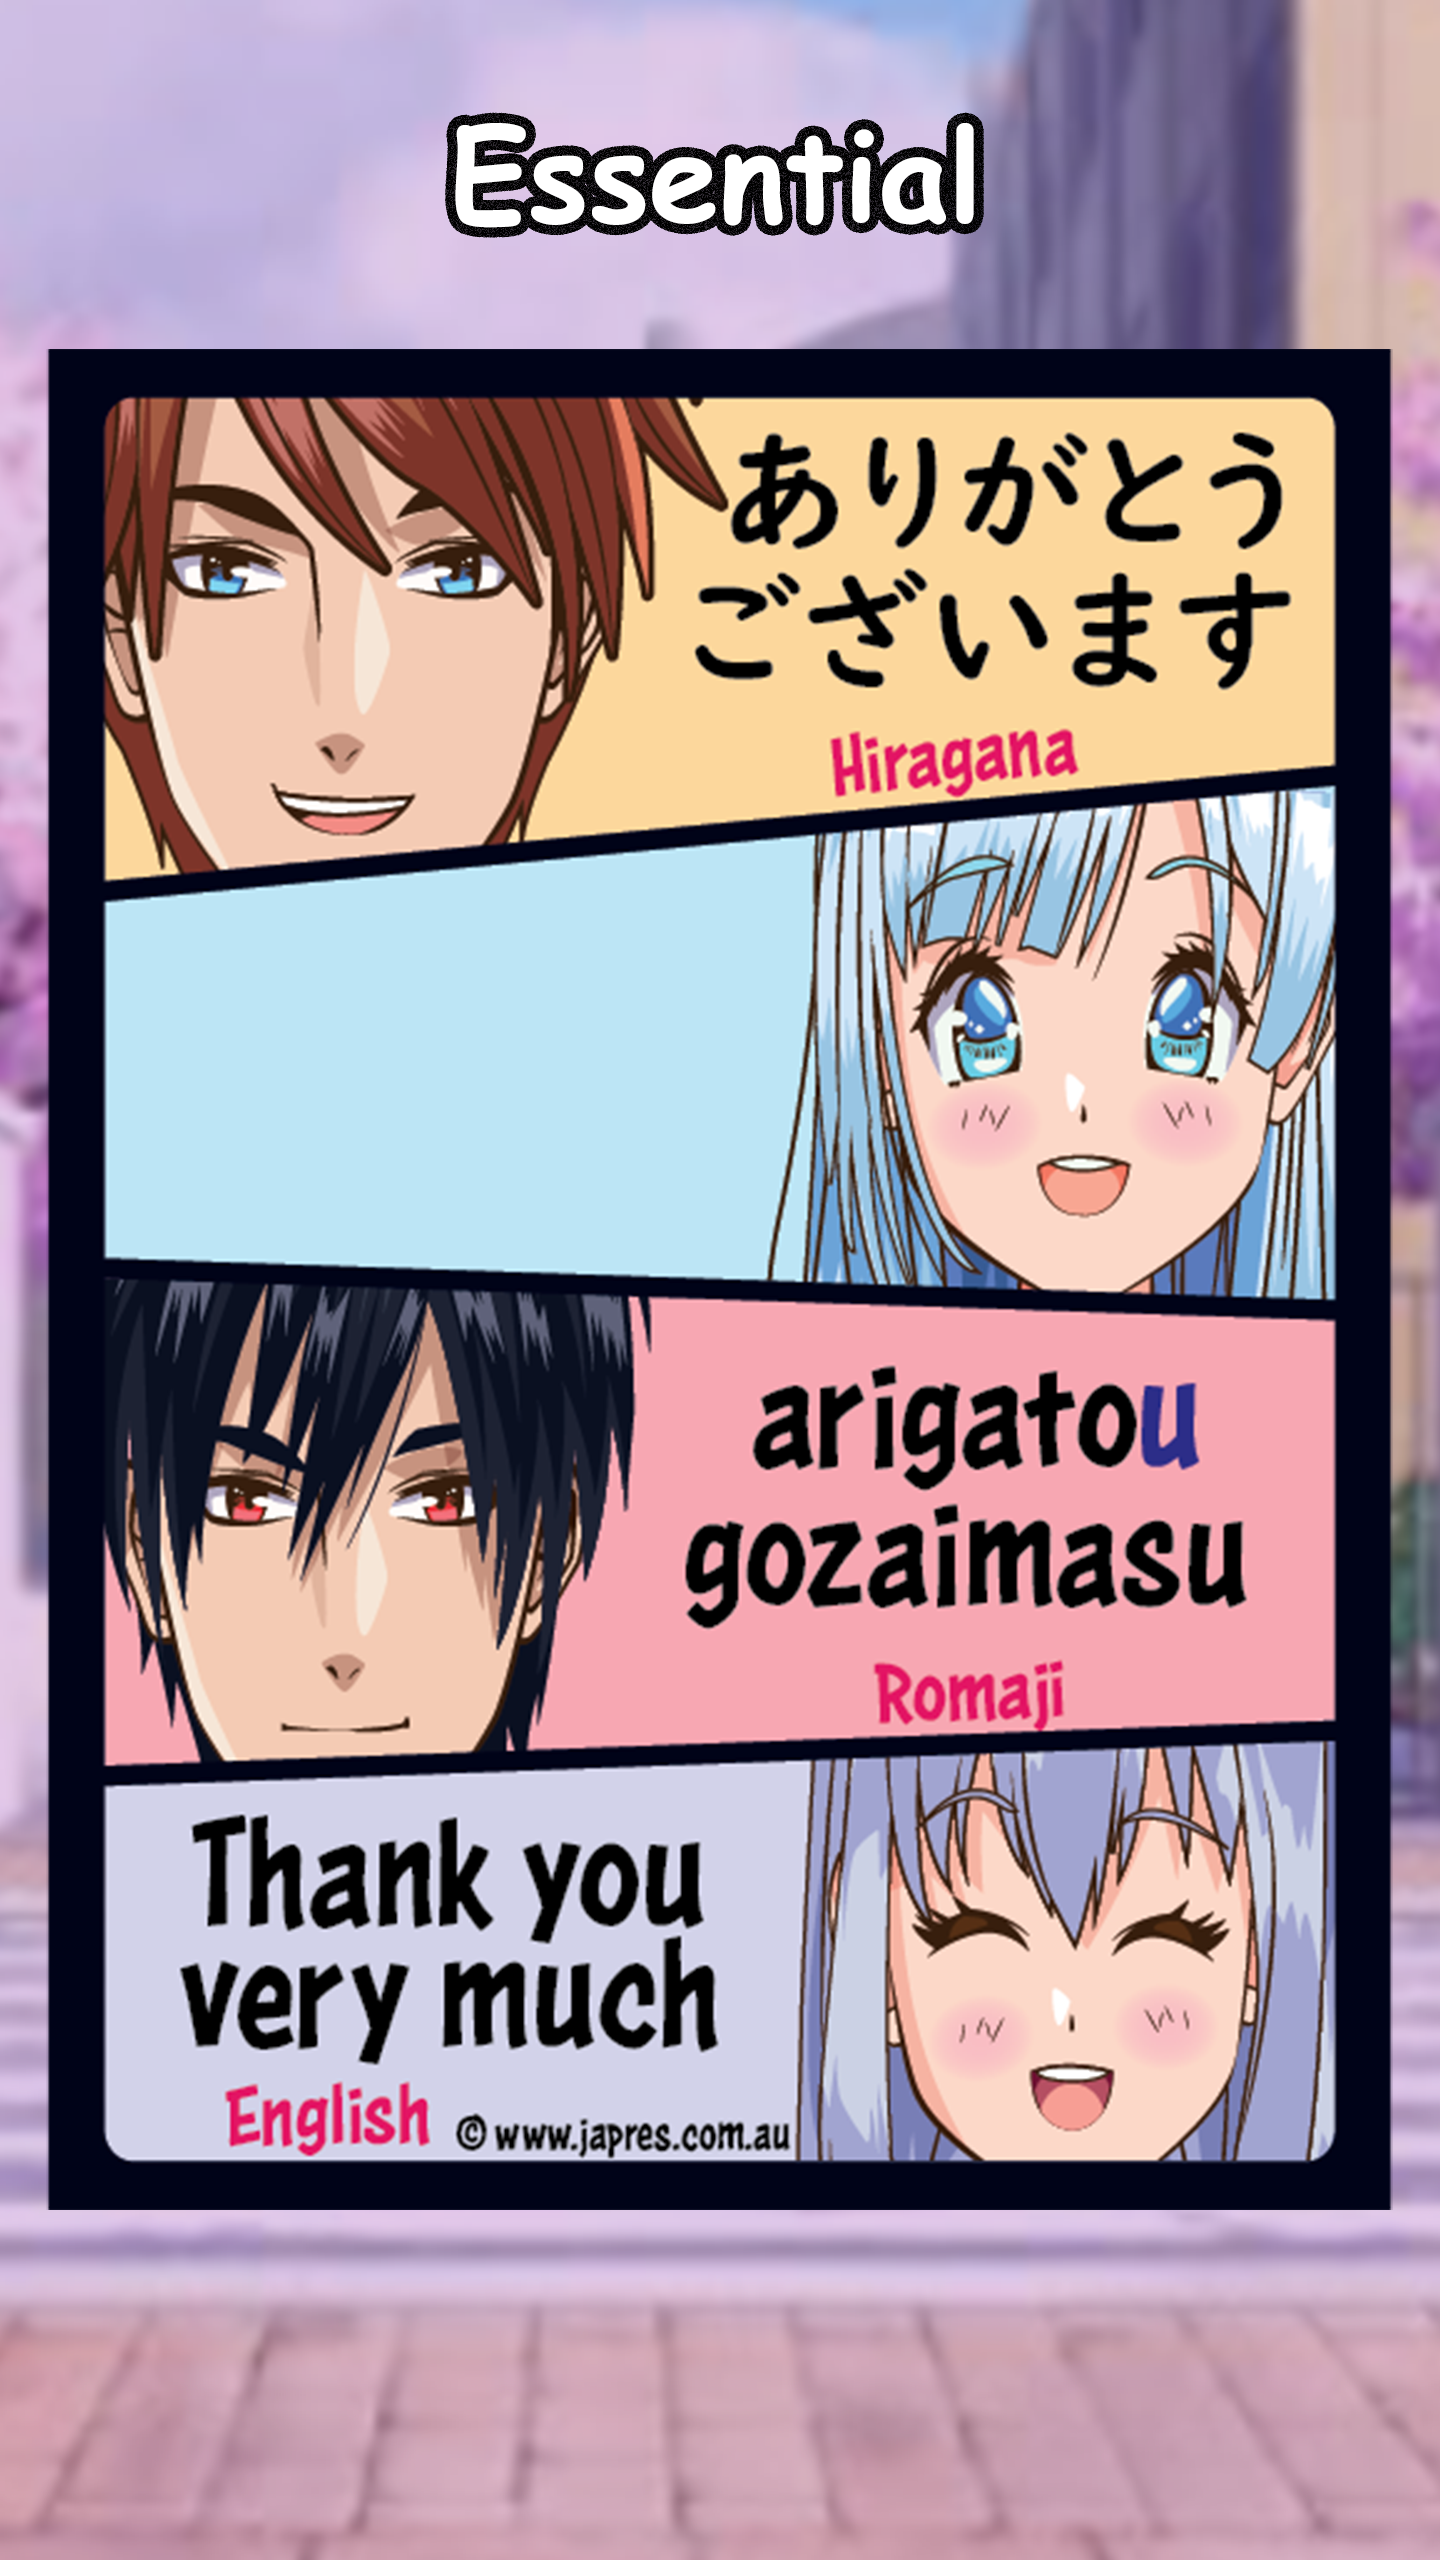 Essential
ありがとう
ございます
Hiragana
arigatou
gozaimasu
Romaji
Thank you
very much
English
© www.japres.com.au